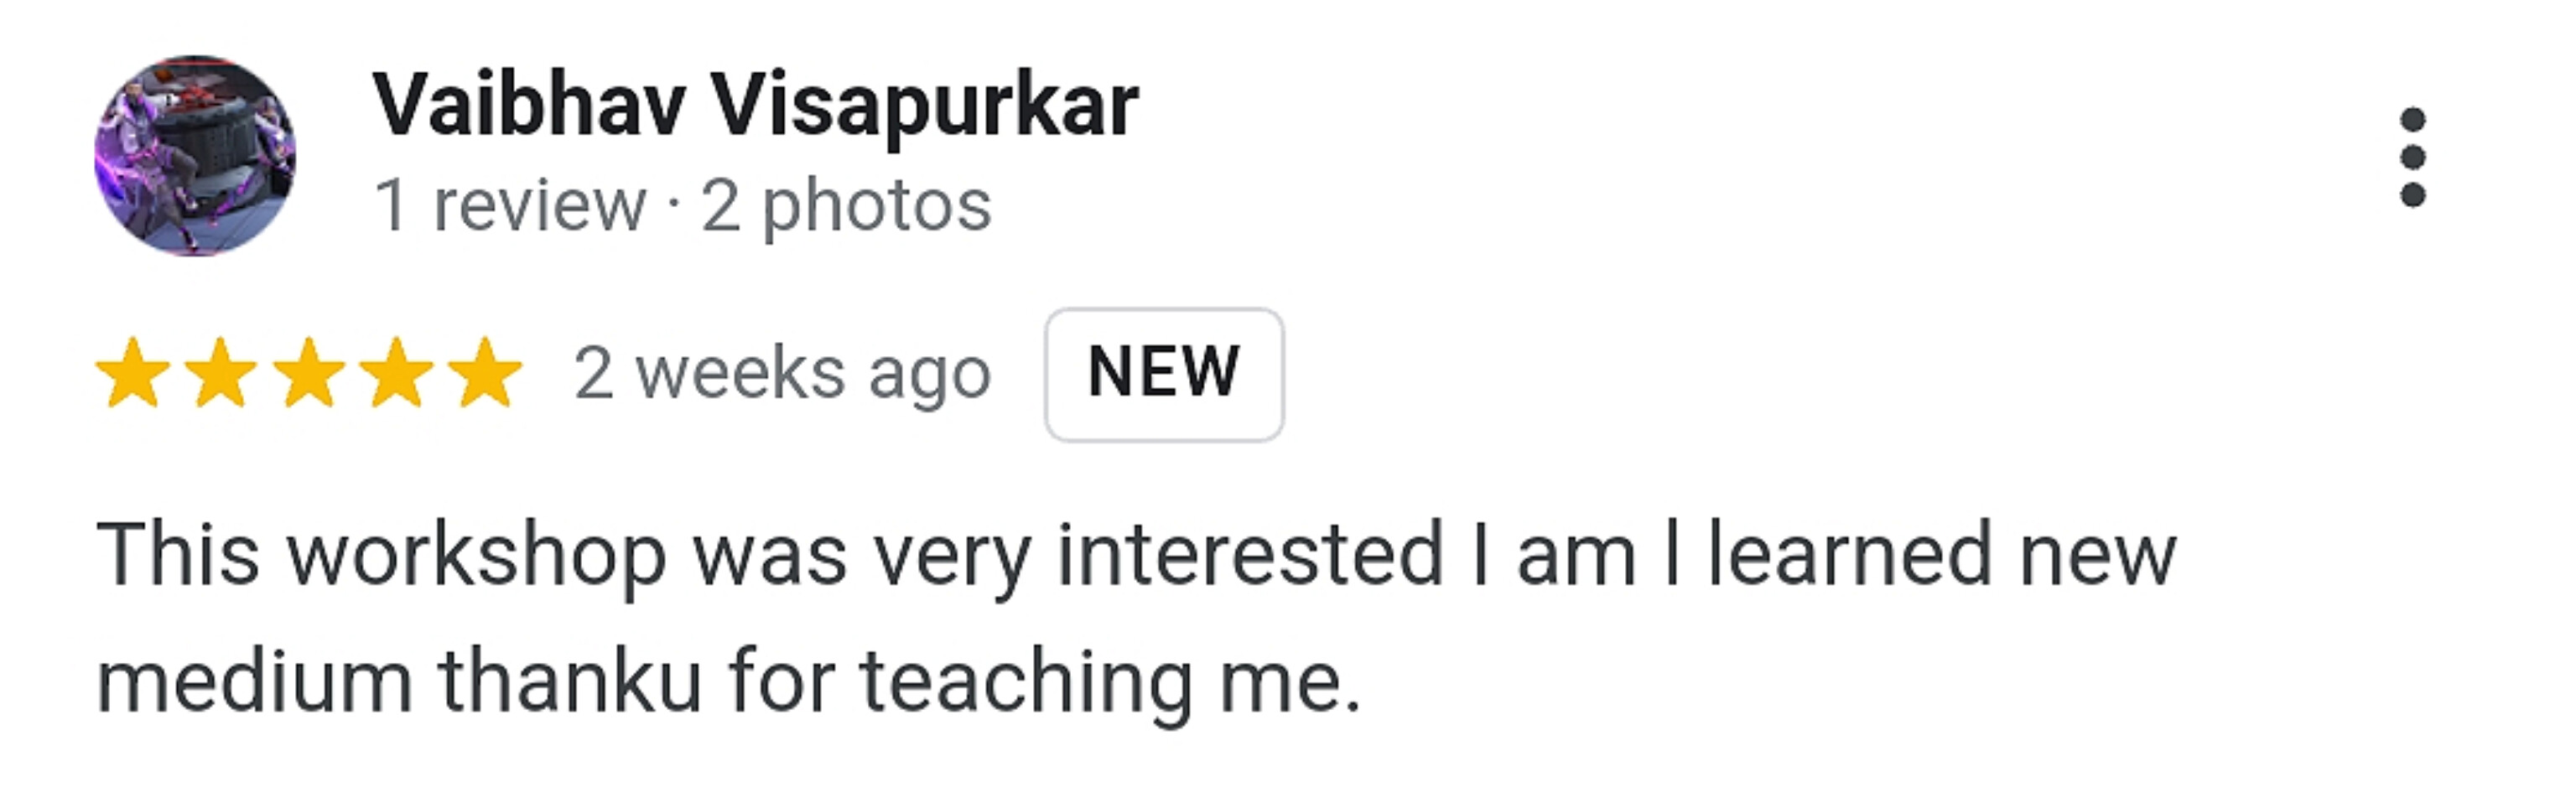 Vaibhav Visapurkar
1 review · 2 photos
2 weeks ago NEW
This workshop was very interested I am I learned new
medium thanku for teaching me.